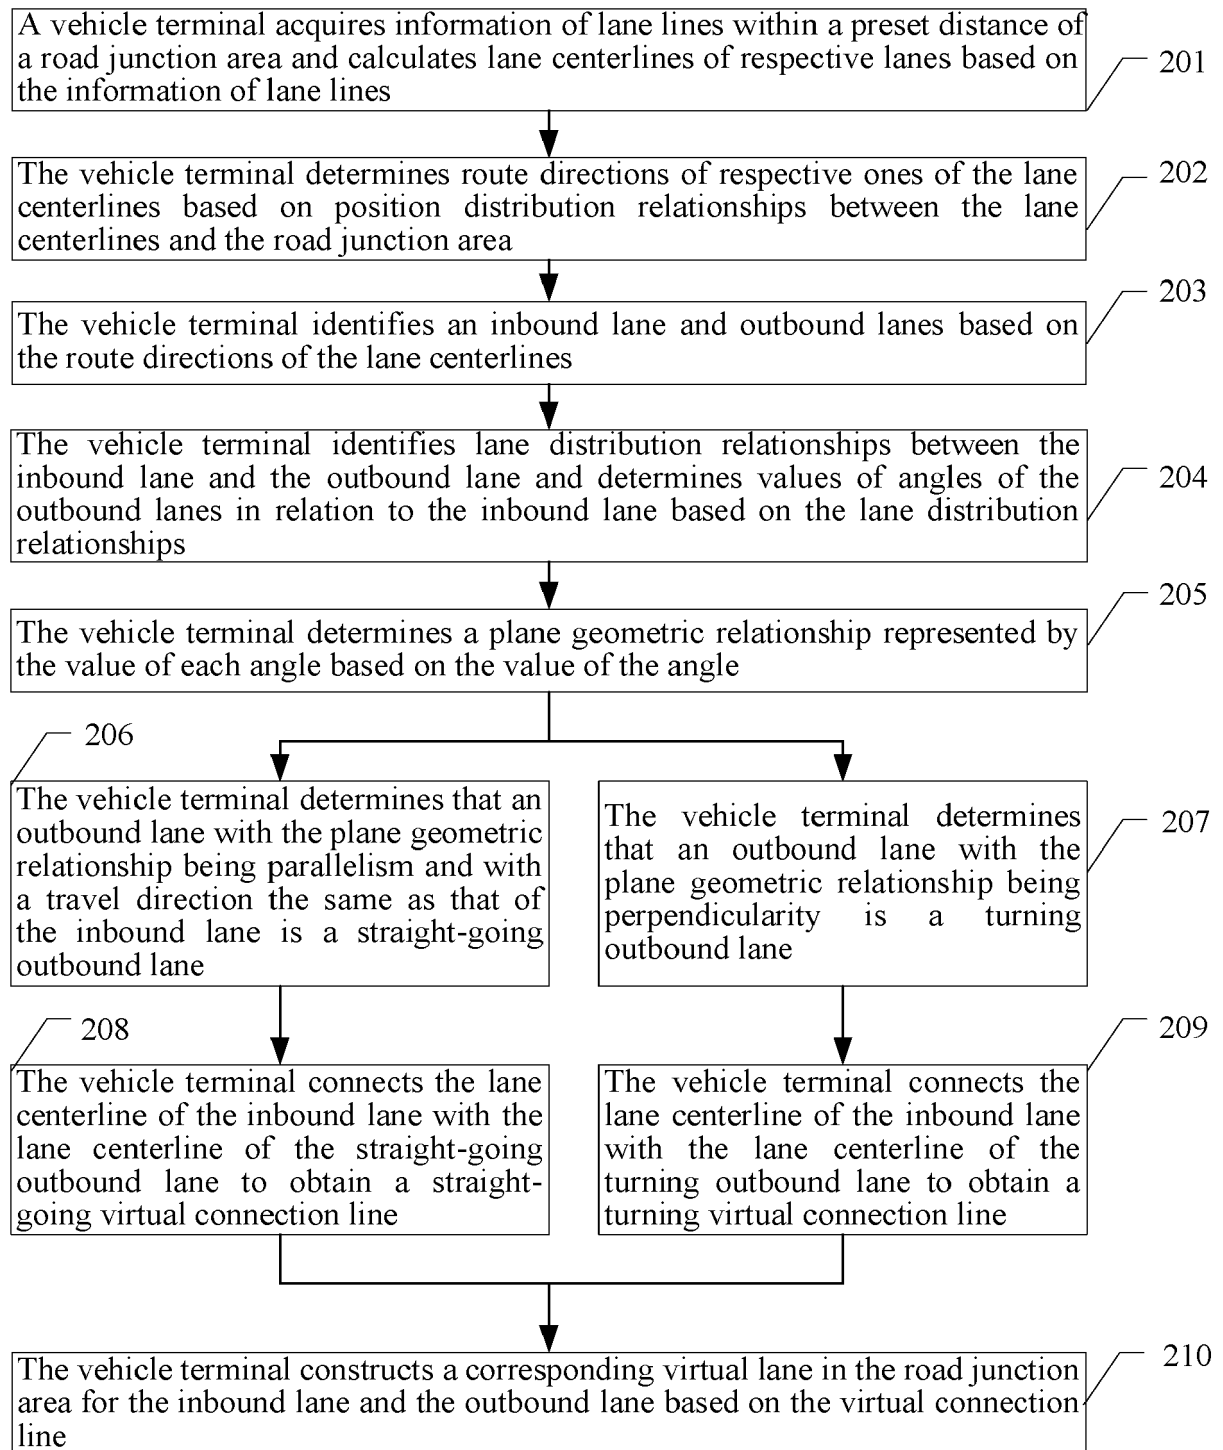 A vehicle terminal acquires information of lane lines within a preset distance of
a road junction area and calculates lane centerlines of respective lanes based on
the information of lane lines
201
The vehicle terminal determines route directions of respective ones of the lane
centerlines based on position distribution relationships between the lane
centerlines and the road junction area
202
The vehicle terminal identifies an inbound lane and outbound lanes based on
the route directions of the lane centerlines
203
The vehicle terminal identifies lane distribution relationships between the
inbound lane and the outbound lane and determines values of angles of the
outbound lanes in relation to the inbound lane based on the lane distribution
relationships
204
The vehicle terminal determines a plane geometric relationship represented by
the value of each angle based on the value of the angle
205
206
The vehicle terminal determines that an
outbound lane with the plane geometric
relationship being parallelism and with
a travel direction the same as that of
the inbound lane is a straight-going
outbound lane
The vehicle terminal determines
that an outbound lane with the
plane geometric relationship being
perpendicularity is a turning
outbound lane
207
208
The vehicle terminal connects the lane
centerline of the inbound lane with the
lane centerline of the straight-going
outbound lane to obtain a straight-
going virtual connection line
The vehicle terminal connects the
lane centerline of the inbound lane
with the lane centerline of the
turning outbound lane to obtain a
turning virtual connection line
209
The vehicle terminal constructs a corresponding virtual lane in the road junction
area for the inbound lane and the outbound lane based on the virtual connection
line
210